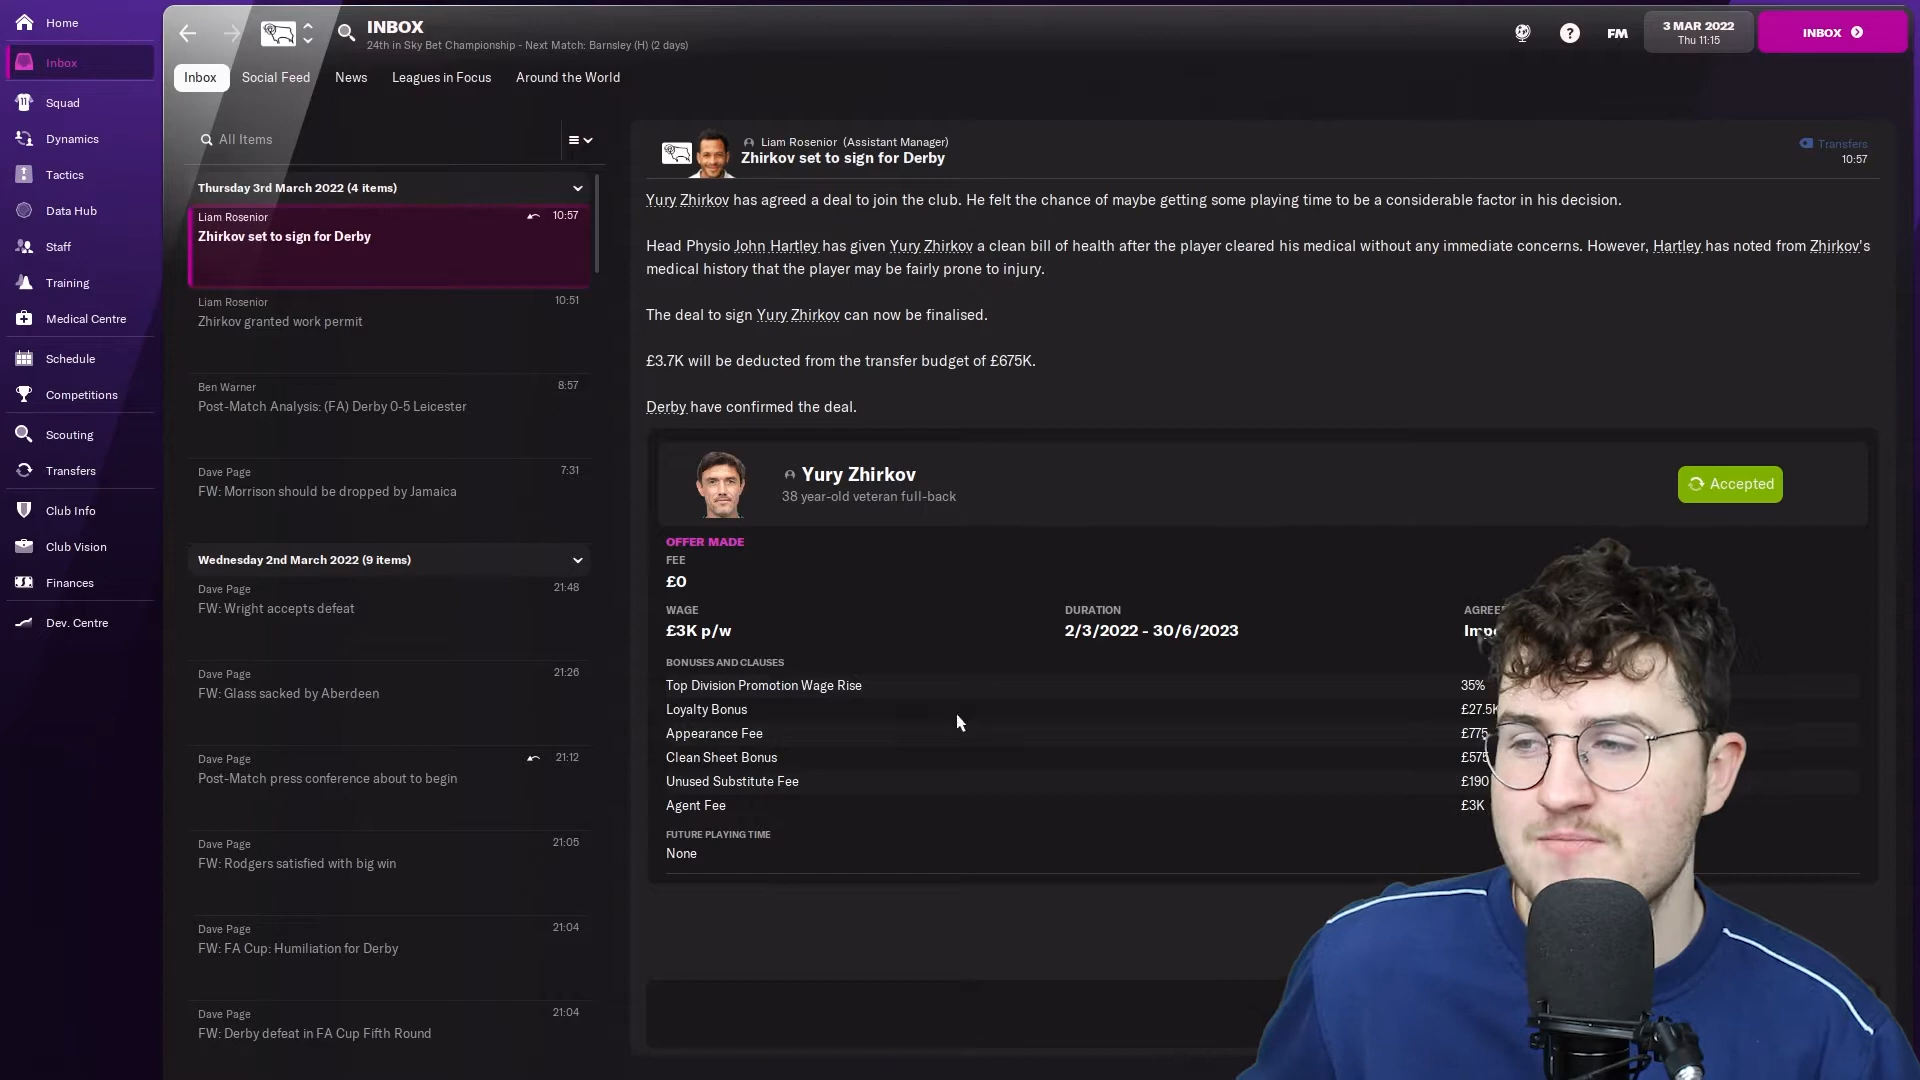 Home
Inbox
Squad
Dynamics
Tactics
Data Hub
Staff
Training
Medical Centre
Schedule
Competitions
Scouting
Transfers
Club Info
Club Vision
Finances
Dev. Centre
INBOX
24th in Sky Bet Championship - Next Match: Barnsley (H) (2 days)
FM
3 MAR 2022
Thu 11:15
INBOX
Inbox
Social Feed
News
Leagues in Focus
Around the World
All Items
Thursday 3rd March 2022 (4 items)
Liam Rosenior
10:57
Zhirkov set to sign for Derby
Liam Rosenior
10:51
Zhirkov granted work permit
Ben Warner
8:57
Post-Match Analysis: (FA) Derby 0-5 Leicester
Dave Page
7:31
FW: Morrison should be dropped by Jamaica
Wednesday 2nd March 2022 (9 items)
Dave Page
21:48
FW: Wright accepts defeat
Dave Page
21:26
FW: Glass sacked by Aberdeen
Dave Page
21:12
Post-Match press conference about to begin
Dave Page
21:05
FW: Rodgers satisfied with big win
Dave Page
21:04
FW: FA Cup: Humiliation for Derby
Dave Page
21:04
FW: Derby defeat in FA Cup Fifth Round
Liam Rosenior (Assistant Manager)
Zhirkov set to sign for Derby
Transfers
10:57
Yury Zhirkov has agreed a deal to join the club. He felt the chance of maybe getting some playing time to be a considerable factor in his decision.
Head Physio John Hartley has given Yury Zhirkov a clean bill of health after the player cleared his medical without any immediate concerns. However, Hartley has noted from Zhirkov's
medical history that the player may be fairly prone to injury.
The deal to sign Yury Zhirkov can now be finalised.
£3.7K will be deducted from the transfer budget of £675K.
Derby have confirmed the deal.
Yury Zhirkov
38 year-old veteran full-back
Accepted
OFFER MADE
FEE
£0
WAGE
£3K p/w
DURATION
2/3/2022 - 30/6/2023
BONUSES AND CLAUSES
Top Division Promotion Wage Rise
35%
Loyalty Bonus
£27.5K
Appearance Fee
£775
Clean Sheet Bonus
£575
Unused Substitute Fee
£190
Agent Fee
£3K
FUTURE PLAYING TIME
None